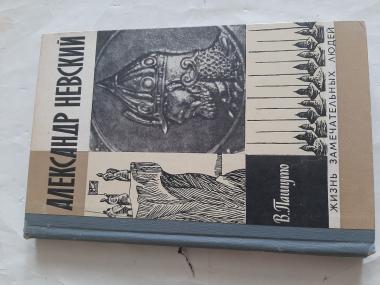 АЛЕКСАНДР НЕВСКИЙ
В. Пашуто
ЖИЗНЬ ЗАМЕЧАТЕЛЬНЫХ ЛЮДЕЙ